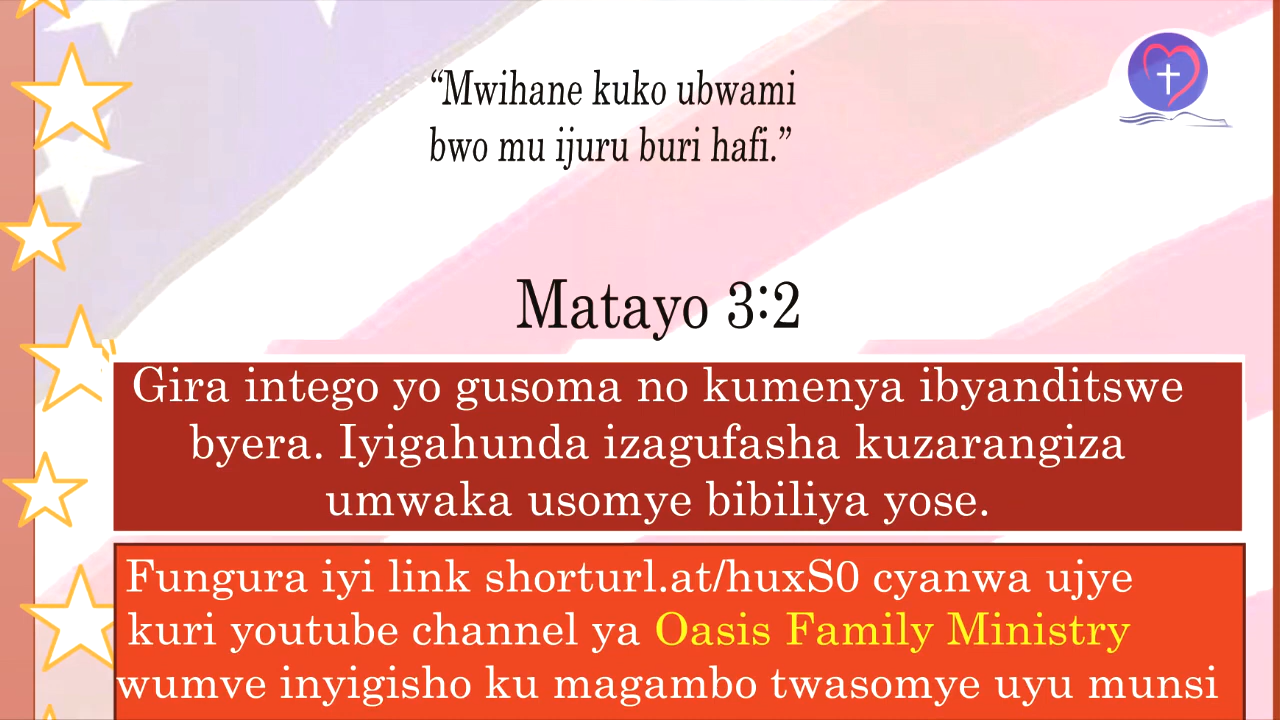 “Mwihane kuko ubwami
bwo mu ijuru buri hafi.”
Matayo 3:2
Gira intego yo gusoma no kumenya ibyanditswe
byera. Iyigahunda izagufasha kuzarangiza
umwaka usomye bibiliya yose.
Fungura iyi link shorturl.at/huxS0 cyanwa ujye
kuri youtube channel ya Oasis Family Ministry
wumve inyigisho ku magambo twasomye uyu munsi